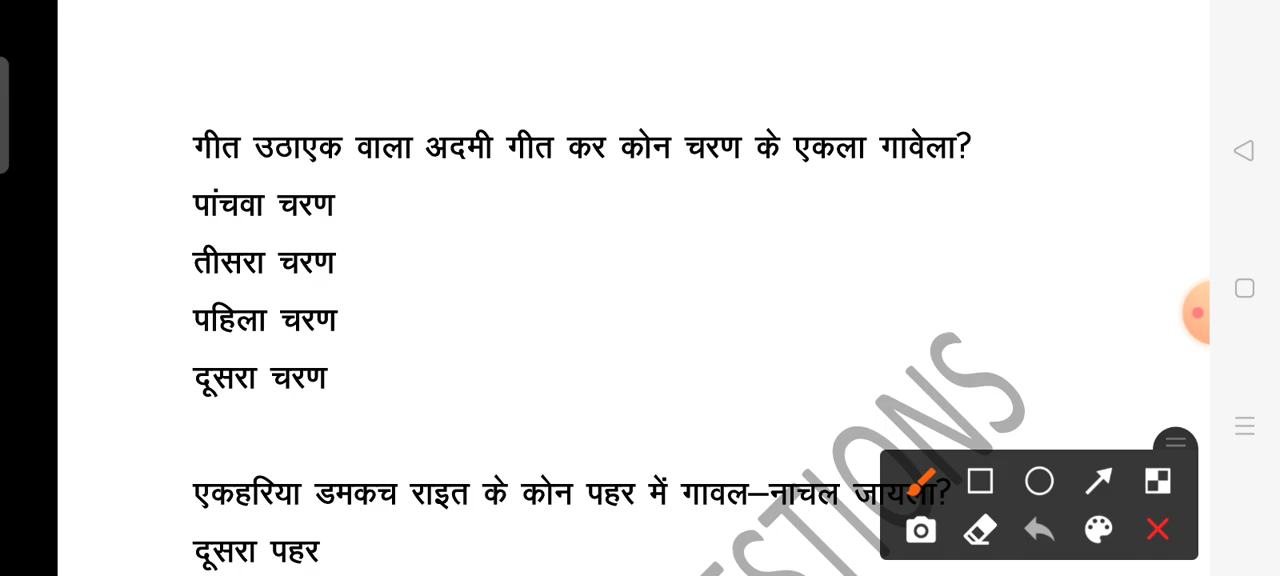 गीत उठाएक वाला अदमी गीत कर कोन चरण के एकला गावेला?
पांचवा चरण
तीसरा चरण
पहिला चरण
दूसरा चरण
एकहरिया डमकच राइत के कोन पहर में गावल–नाचल जायला?
दूसरा पहर